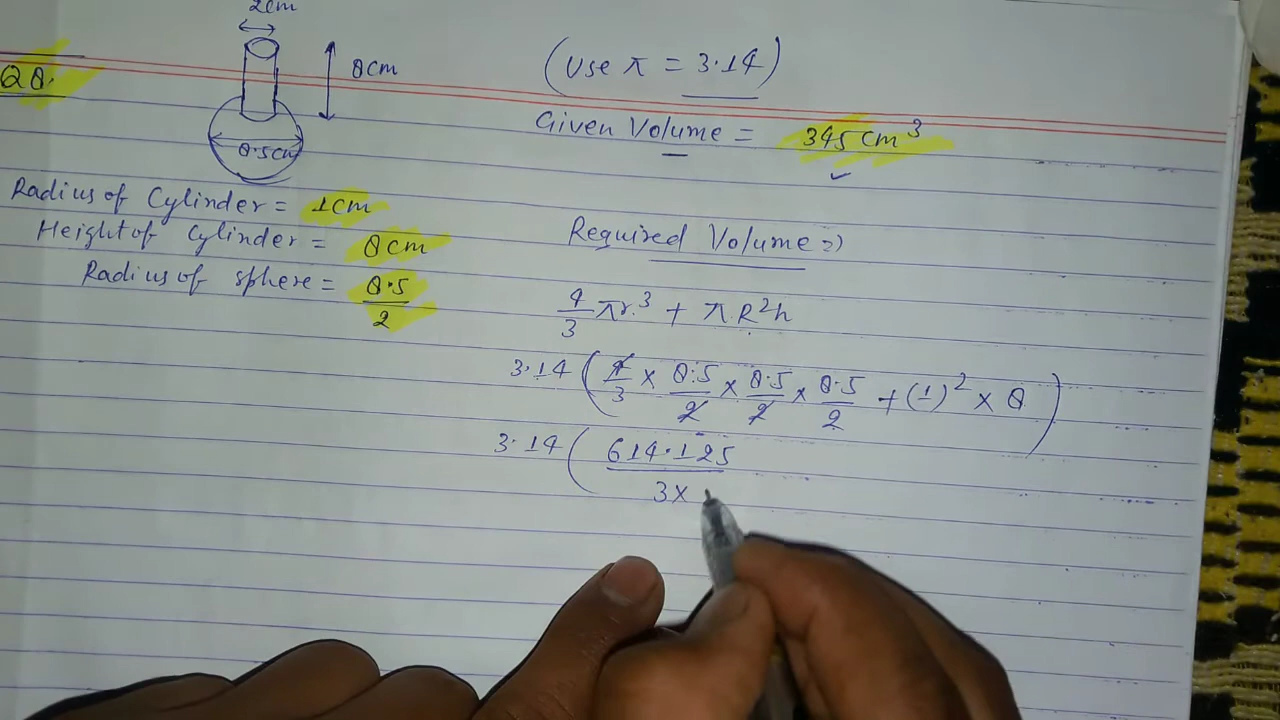 2cm
Q8.
8cm
8.5cm
(Use π = 3.14)
Given Volume = 345 cm³
Radius of Cylinder = 1cm
Height of Cylinder = 8cm
Radius of sphere = 8.5/2
Required Volume ⇒
4/3 πr³ + πR²h
3.14 (4/3 × 8.5/2 × 8.5/2 × 8.5/2 + (1)² × 8)
3.14 ( 614.125 / 3×